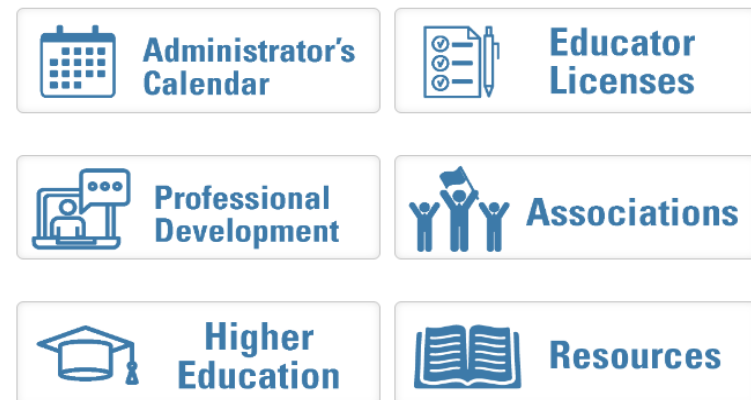 Administrator's
Calendar
Educator
Licenses
Professional
Development
Associations
Higher
Education
Resources